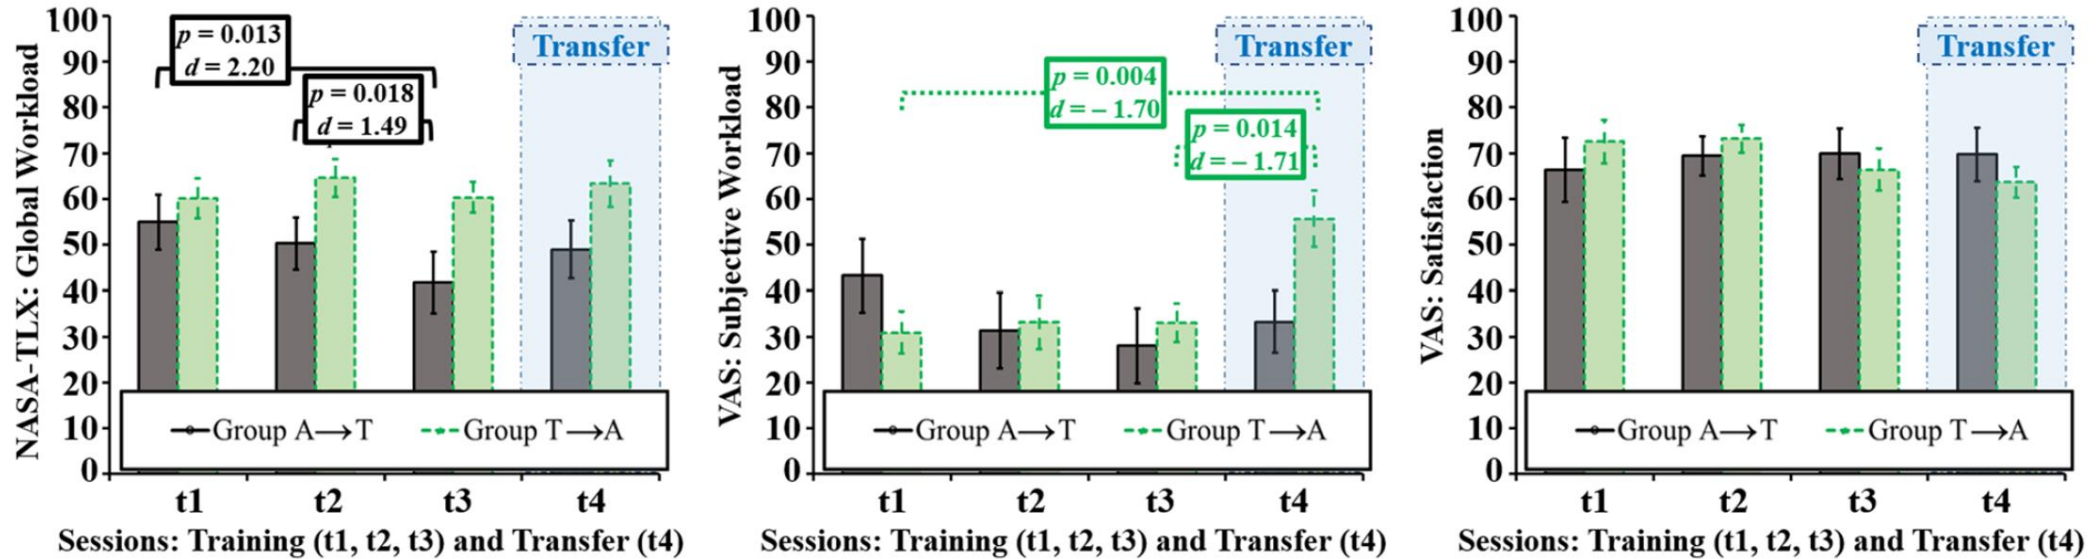 NASA-TLX: Global Workload
100
90
80
70
60
50
40
30
20
10
0
p = 0.013
d = 2.20
p = 0.018
d = 1.49
Transfer
Group A→T
Group T→A
t1 t2 t3 t4
Sessions: Training (t1, t2, t3) and Transfer (t4)
VAS: Subjective Workload
100
90
80
70
60
50
40
30
20
10
0
p = 0.004
d = – 1.70
p = 0.014
d = – 1.71
Transfer
Group A→T
Group T→A
t1 t2 t3 t4
Sessions: Training (t1, t2, t3) and Transfer (t4)
VAS: Satisfaction
100
90
80
70
60
50
40
30
20
10
0
Transfer
Group A→T
Group T→A
t1 t2 t3 t4
Sessions: Training (t1, t2, t3) and Transfer (t4)